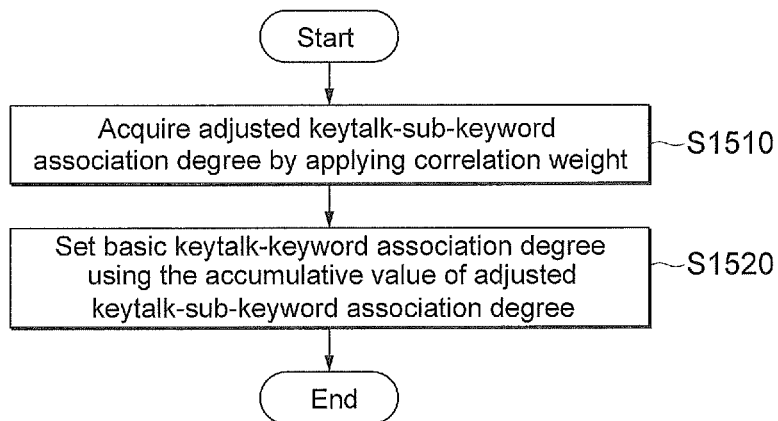 Start
Acquire adjusted keytalk-sub-keyword
association degree by applying correlation weight
S1510
Set basic keytalk-keyword association degree
using the accumulative value of adjusted
keytalk-sub-keyword association degree
S1520
End